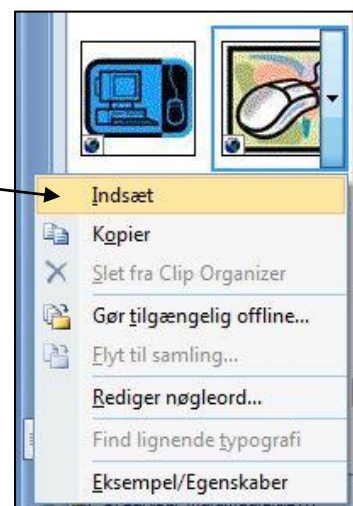 Indsæt
Kopier
Slet fra Clip Organizer
Gør tilgængelig offline...
Flyt til samling...
Rediger nøgleord...
Find lignende typografi
Eksempel/Egenskaber